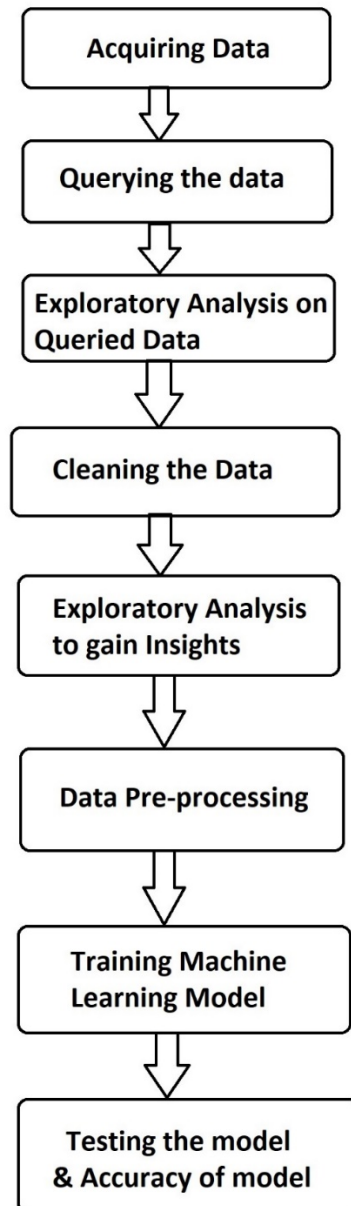 Acquiring Data
Querying the data
Exploratory Analysis on
Queried Data
Cleaning the Data
Exploratory Analysis
to gain Insights
Data Pre-processing
Training Machine
Learning Model
Testing the model
& Accuracy of model